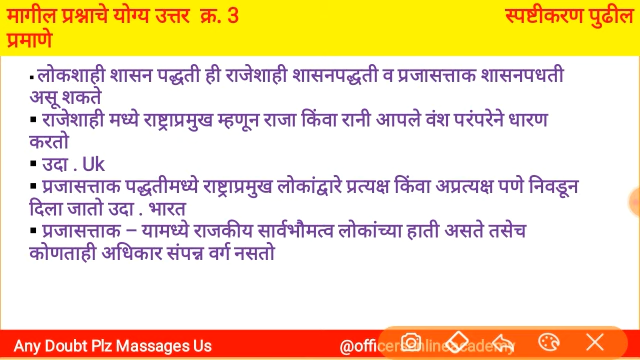 मागील प्रश्नाचे योग्य उत्तर क्र. 3 स्पष्टीकरण पुढील
प्रमाणे
▪ लोकशाही शासन पद्धती ही राजेशाही शासनपद्धती व प्रजासत्ताक शासनपधती
असू शकते
▪ राजेशाही मध्ये राष्ट्राप्रमुख म्हणून राजा किंवा रानी आपले वंश परंपरेने धारण
करतो
▪ उदा . Uk
▪ प्रजासत्ताक पद्धतीमध्ये राष्ट्राप्रमुख लोकांद्वारे प्रत्यक्ष किंवा अप्रत्यक्ष पणे निवडून
दिला जातो उदा . भारत
▪ प्रजासत्ताक – यामध्ये राजकीय सार्वभौमत्व लोकांच्या हाती असते तसेच
कोणताही अधिकार संपन्न वर्ग नसतो
Any Doubt Plz Massages Us @officersonlineacademy